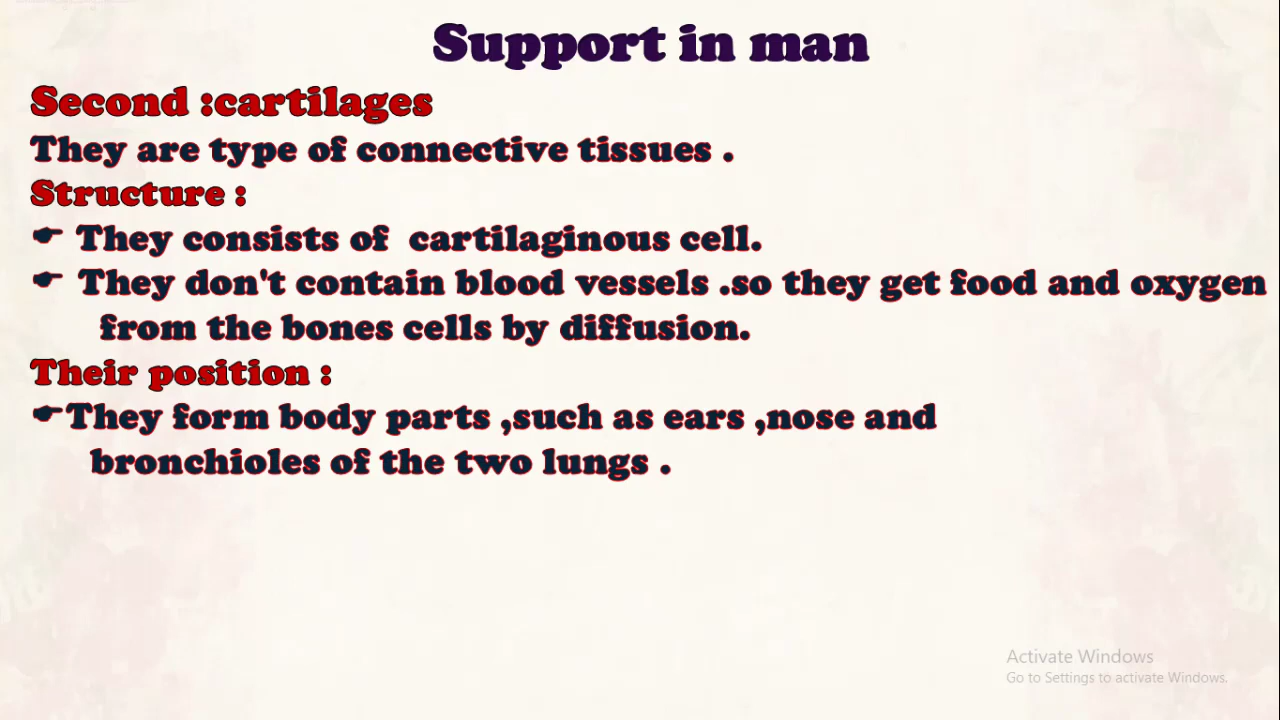 Support in man
Second :cartilages
They are type of connective tissues .
Structure :
☛ They consists of cartilaginous cell.
☛ They don't contain blood vessels .so they get food and oxygen
from the bones cells by diffusion.
Their position :
☛They form body parts ,such as ears ,nose and
bronchioles of the two lungs .
Activate Windows
Go to Settings to activate Windows.